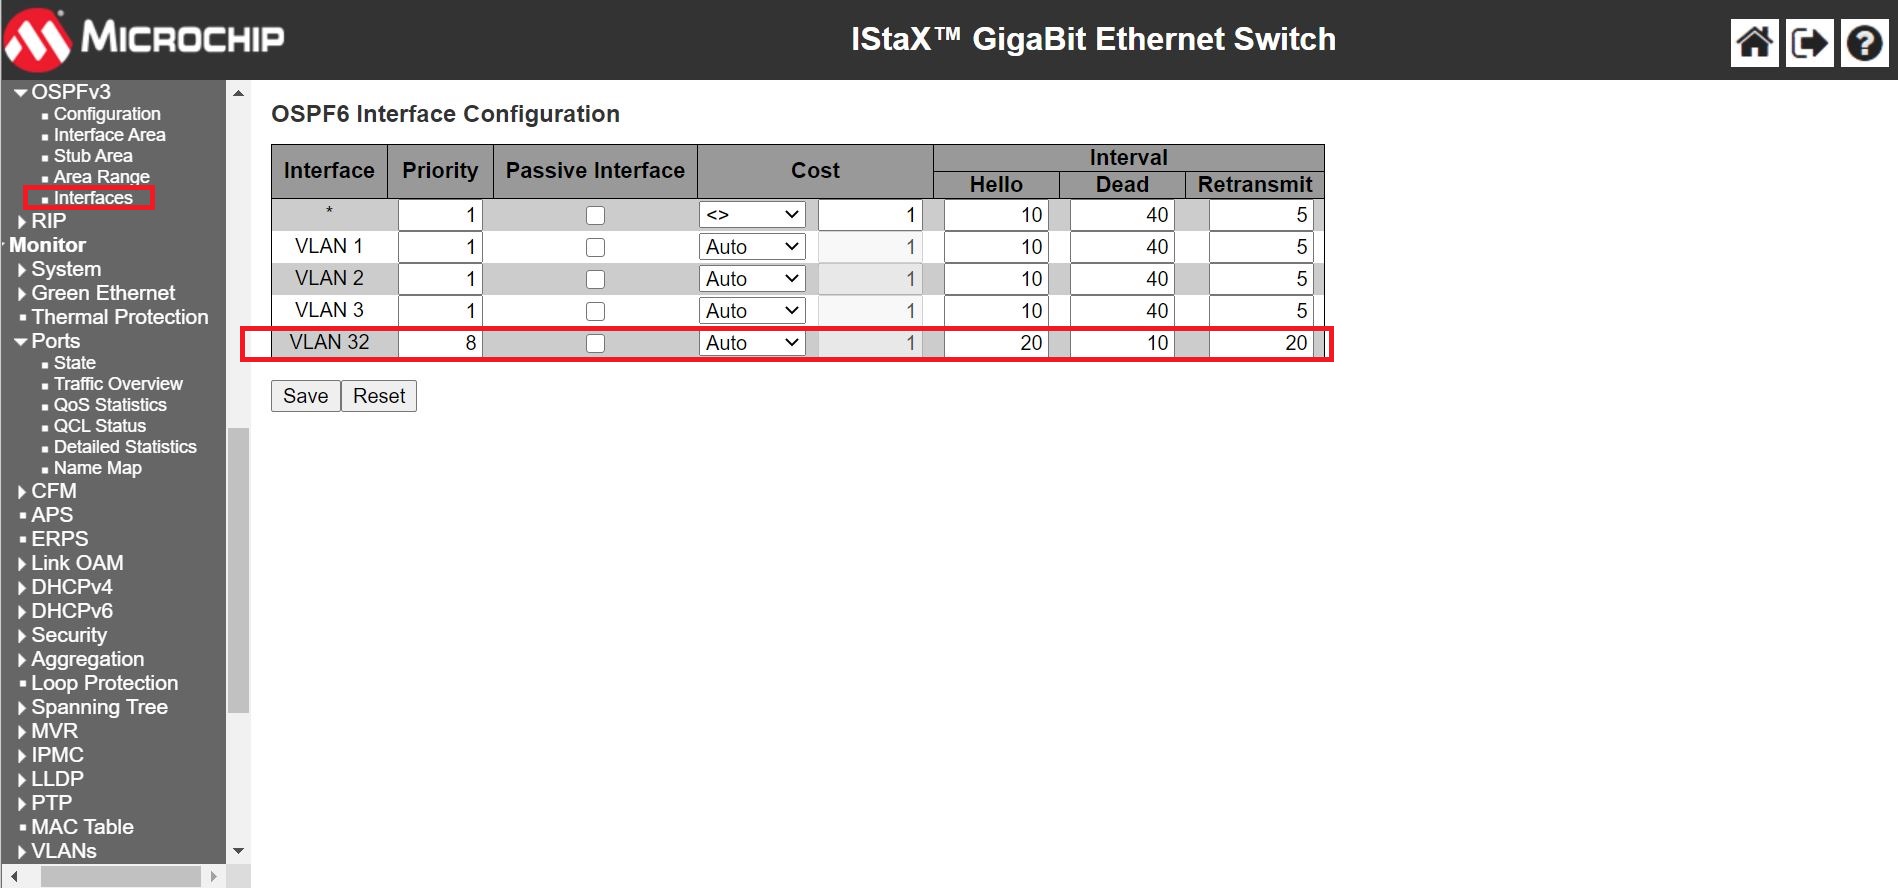 MICROCHIP
IStaX™ GigaBit Ethernet Switch
OSPFv3
Configuration
Interface Area
Stub Area
Area Range
Interfaces
RIP
Monitor
System
Green Ethernet
Thermal Protection
Ports
State
Traffic Overview
QoS Statistics
QCL Status
Detailed Statistics
Name Map
CFM
APS
ERPS
Link OAM
DHCPv4
DHCPv6
Security
Aggregation
Loop Protection
Spanning Tree
MVR
IPMC
LLDP
PTP
MAC Table
VLANs
OSPF6 Interface Configuration
Interface Priority Passive Interface Cost Interval
Hello Dead Retransmit
* 1 <> 1 10 40 5
VLAN 1 1 Auto 1 10 40 5
VLAN 2 1 Auto 1 10 40 5
VLAN 3 1 Auto 1 10 40 5
VLAN 32 8 Auto 1 20 10 20
Save Reset